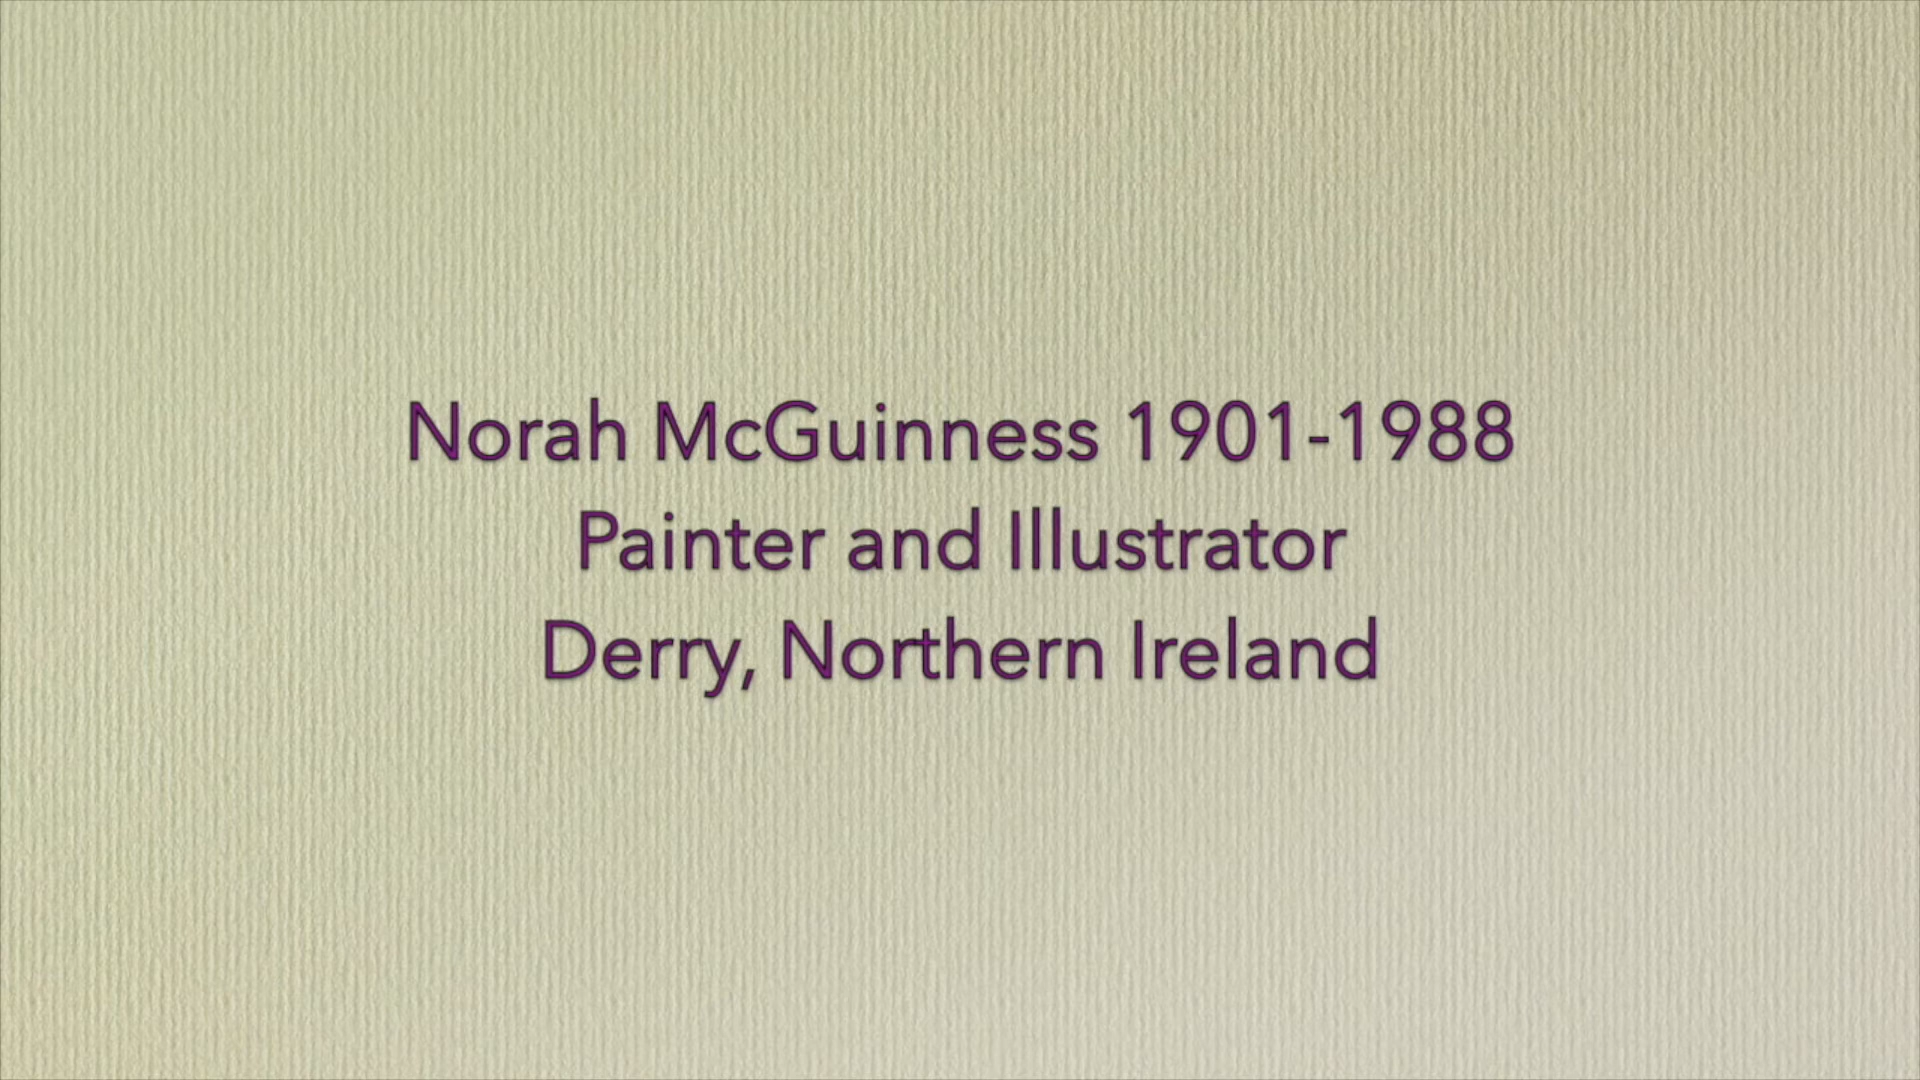 Norah McGuinness 1901-1988
Painter and Illustrator
Derry, Northern Ireland